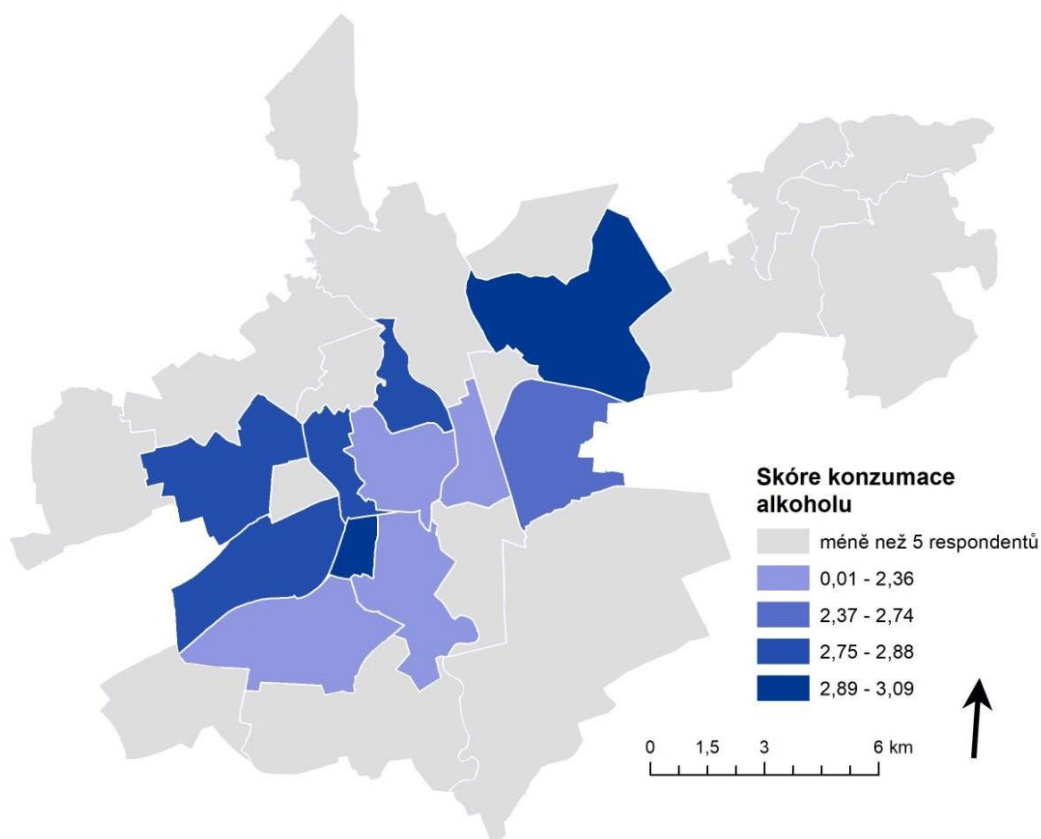 Skóre konzumace
alkoholu
méně než 5 respondentů
0,01 - 2,36
2,37 - 2,74
2,75 - 2,88
2,89 - 3,09
0 1,5 3 6 km